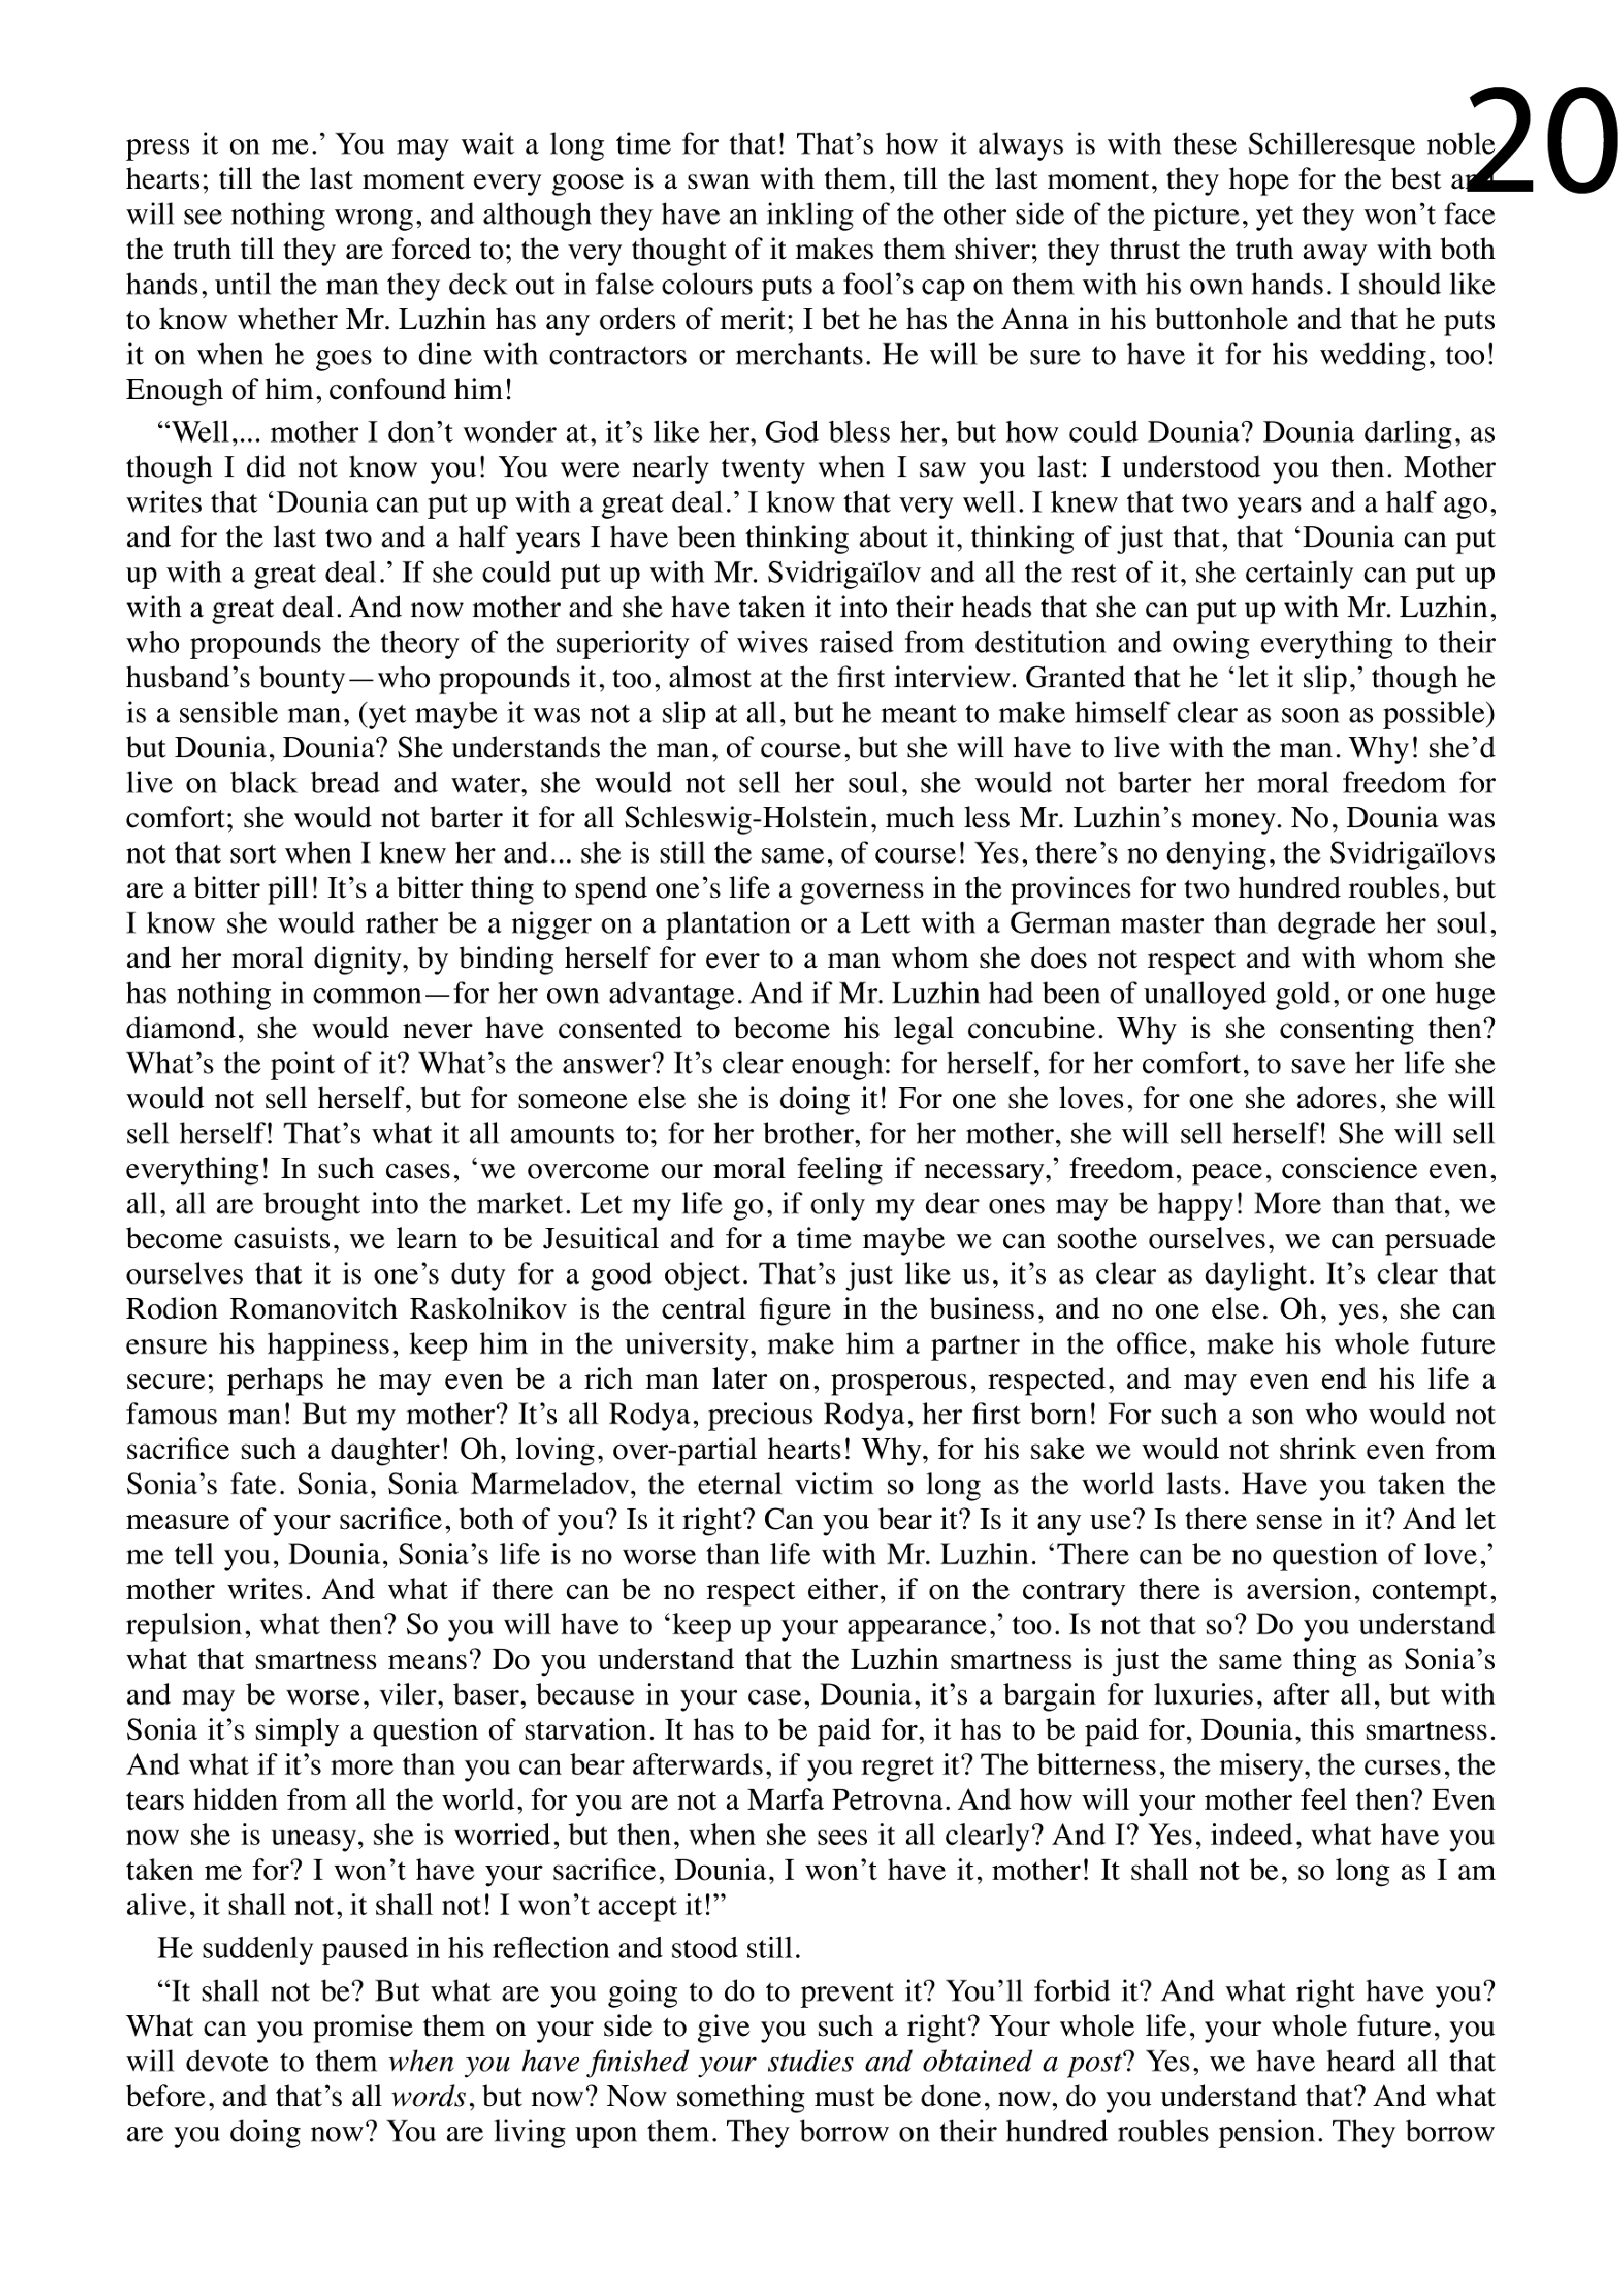 20
press it on me.’ You may wait a long time for that! That’s how it always is with these Schilleresque noble
hearts; till the last moment every goose is a swan with them, till the last moment, they hope for the best and
will see nothing wrong, and although they have an inkling of the other side of the picture, yet they won’t face
the truth till they are forced to; the very thought of it makes them shiver; they thrust the truth away with both
hands, until the man they deck out in false colours puts a fool’s cap on them with his own hands. I should like
to know whether Mr. Luzhin has any orders of merit; I bet he has the Anna in his buttonhole and that he puts
it on when he goes to dine with contractors or merchants. He will be sure to have it for his wedding, too!
Enough of him, confound him!
“Well,... mother I don’t wonder at, it’s like her, God bless her, but how could Dounia? Dounia darling, as
though I did not know you! You were nearly twenty when I saw you last: I understood you then. Mother
writes that ‘Dounia can put up with a great deal.’ I know that very well. I knew that two years and a half ago,
and for the last two and a half years I have been thinking about it, thinking of just that, that ‘Dounia can put
up with a great deal.’ If she could put up with Mr. Svidrigaïlov and all the rest of it, she certainly can put up
with a great deal. And now mother and she have taken it into their heads that she can put up with Mr. Luzhin,
who propounds the theory of the superiority of wives raised from destitution and owing everything to their
husband’s bounty—who propounds it, too, almost at the first interview. Granted that he ‘let it slip,’ though he
is a sensible man, (yet maybe it was not a slip at all, but he meant to make himself clear as soon as possible)
but Dounia, Dounia? She understands the man, of course, but she will have to live with the man. Why! she’d
live on black bread and water, she would not sell her soul, she would not barter her moral freedom for
comfort; she would not barter it for all Schleswig-Holstein, much less Mr. Luzhin’s money. No, Dounia was
not that sort when I knew her and... she is still the same, of course! Yes, there’s no denying, the Svidrigaïlovs
are a bitter pill! It’s a bitter thing to spend one’s life a governess in the provinces for two hundred roubles, but
I know she would rather be a nigger on a plantation or a Lett with a German master than degrade her soul,
and her moral dignity, by binding herself for ever to a man whom she does not respect and with whom she
has nothing in common—for her own advantage. And if Mr. Luzhin had been of unalloyed gold, or one huge
diamond, she would never have consented to become his legal concubine. Why is she consenting then?
What’s the point of it? What’s the answer? It’s clear enough: for herself, for her comfort, to save her life she
would not sell herself, but for someone else she is doing it! For one she loves, for one she adores, she will
sell herself! That’s what it all amounts to; for her brother, for her mother, she will sell herself! She will sell
everything! In such cases, ‘we overcome our moral feeling if necessary,’ freedom, peace, conscience even,
all, all are brought into the market. Let my life go, if only my dear ones may be happy! More than that, we
become casuists, we learn to be Jesuitical and for a time maybe we can soothe ourselves, we can persuade
ourselves that it is one’s duty for a good object. That’s just like us, it’s as clear as daylight. It’s clear that
Rodion Romanovitch Raskolnikov is the central figure in the business, and no one else. Oh, yes, she can
ensure his happiness, keep him in the university, make him a partner in the office, make his whole future
secure; perhaps he may even be a rich man later on, prosperous, respected, and may even end his life a
famous man! But my mother? It’s all Rodya, precious Rodya, her first born! For such a son who would not
sacrifice such a daughter! Oh, loving, over-partial hearts! Why, for his sake we would not shrink even from
Sonia’s fate. Sonia, Sonia Marmeladov, the eternal victim so long as the world lasts. Have you taken the
measure of your sacrifice, both of you? Is it right? Can you bear it? Is it any use? Is there sense in it? And let
me tell you, Dounia, Sonia’s life is no worse than life with Mr. Luzhin. ‘There can be no question of love,’
mother writes. And what if there can be no respect either, if on the contrary there is aversion, contempt,
repulsion, what then? So you will have to ‘keep up your appearance,’ too. Is not that so? Do you understand
what that smartness means? Do you understand that the Luzhin smartness is just the same thing as Sonia’s
and may be worse, viler, baser, because in your case, Dounia, it’s a bargain for luxuries, after all, but with
Sonia it’s simply a question of starvation. It has to be paid for, it has to be paid for, Dounia, this smartness.
And what if it’s more than you can bear afterwards, if you regret it? The bitterness, the misery, the curses, the
tears hidden from all the world, for you are not a Marfa Petrovna. And how will your mother feel then? Even
now she is uneasy, she is worried, but then, when she sees it all clearly? And I? Yes, indeed, what have you
taken me for? I won’t have your sacrifice, Dounia, I won’t have it, mother! It shall not be, so long as I am
alive, it shall not, it shall not! I won’t accept it!”
He suddenly paused in his reflection and stood still.
“It shall not be? But what are you going to do to prevent it? You’ll forbid it? And what right have you?
What can you promise them on your side to give you such a right? Your whole life, your whole future, you
will devote to them when you have finished your studies and obtained a post? Yes, we have heard all that
before, and that’s all words, but now? Now something must be done, now, do you understand that? And what
are you doing now? You are living upon them. They borrow on their hundred roubles pension. They borrow